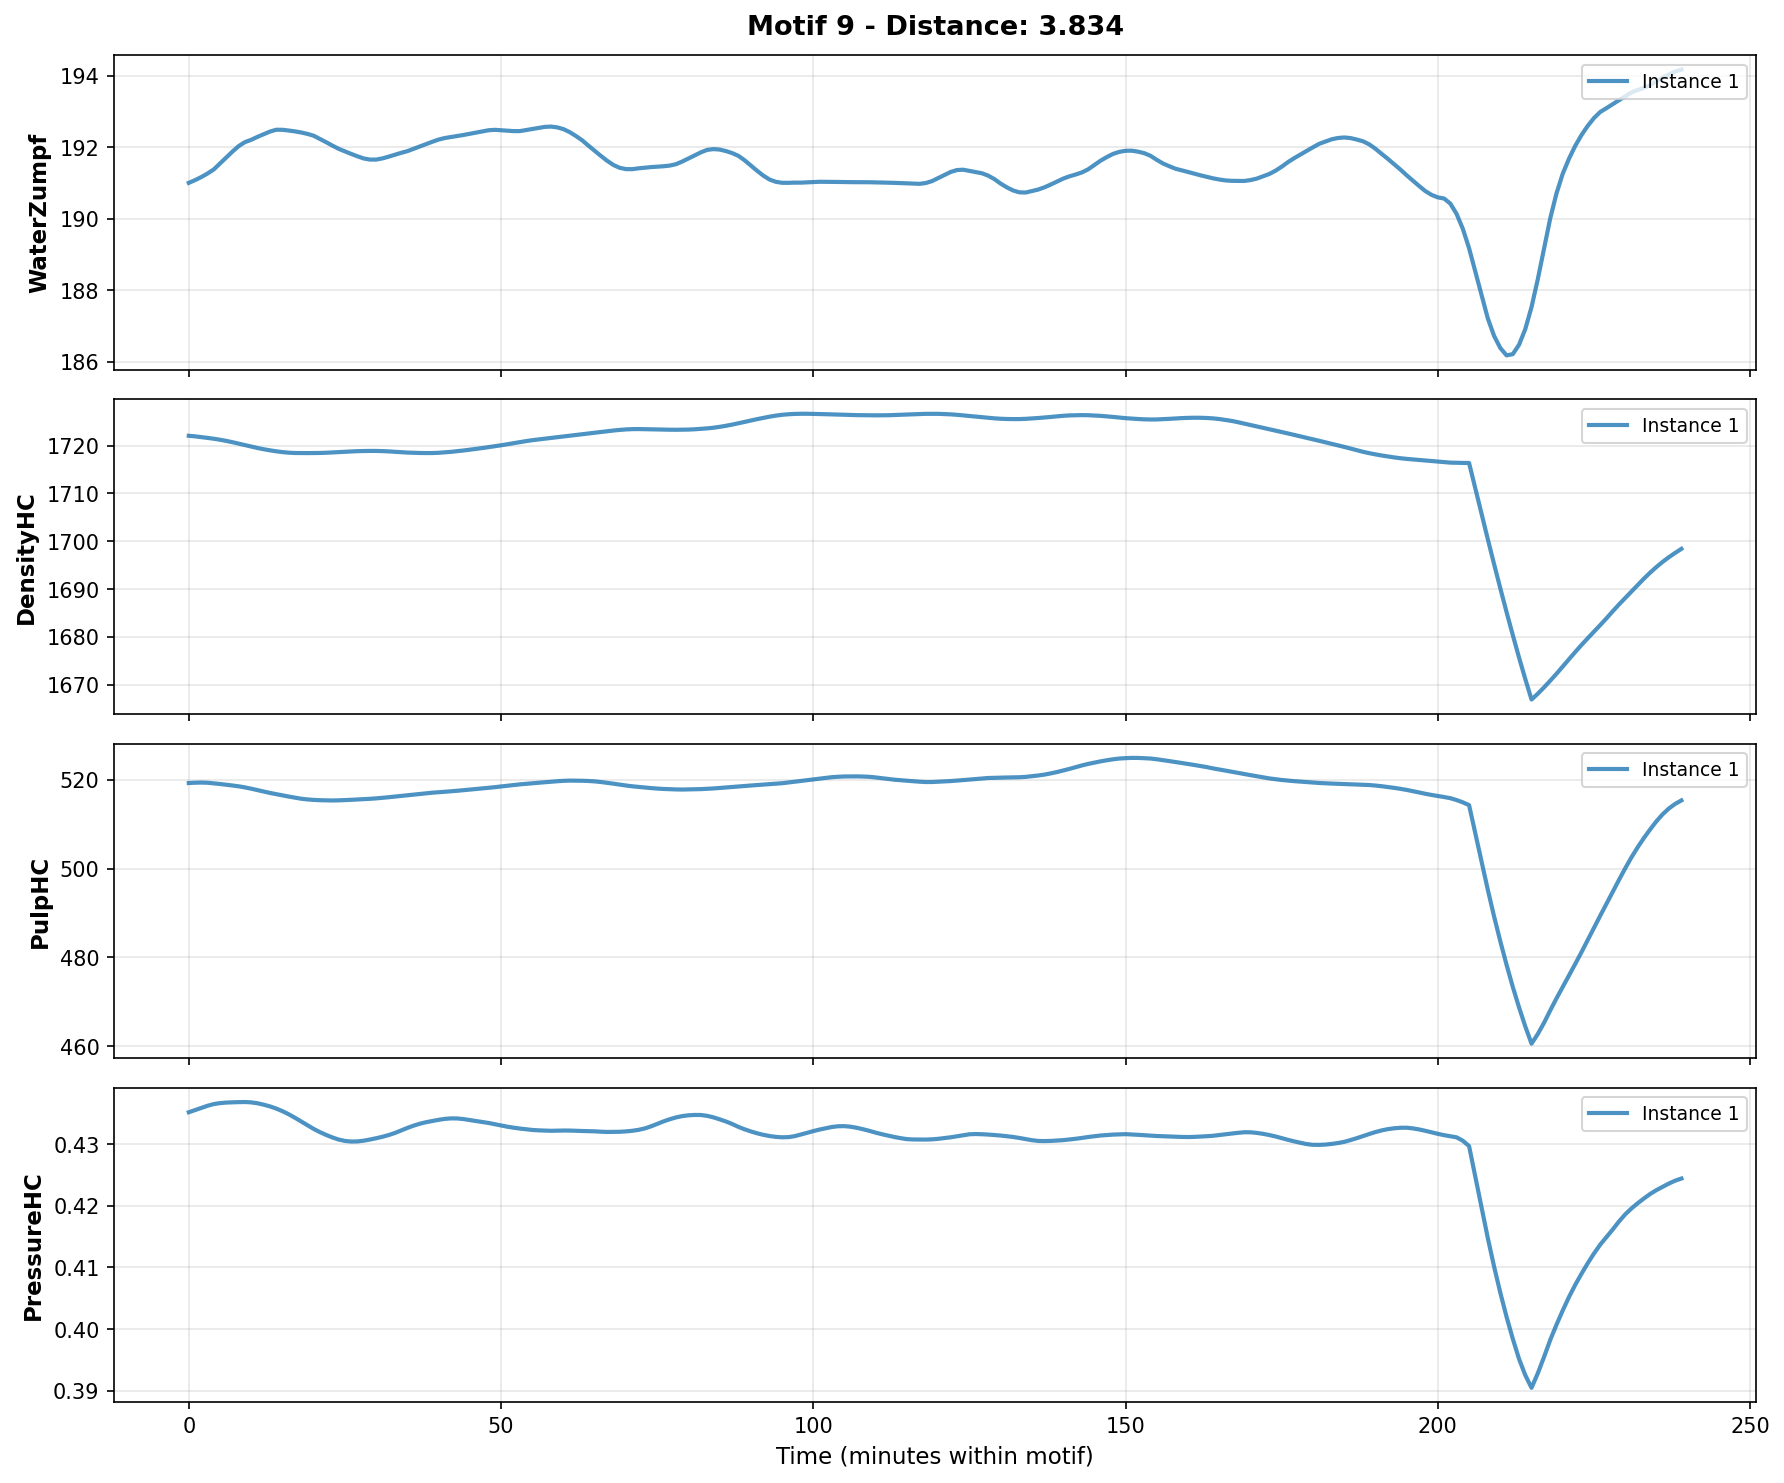 Motif 9 - Distance: 3.834
WaterZumpf
194
192
190
188
186
Instance 1
DensityHC
1720
1710
1700
1690
1680
1670
Instance 1
PulpHC
520
500
480
460
Instance 1
PressureHC
0.43
0.42
0.41
0.40
0.39
Instance 1
0 50 100 150 200 250
Time (minutes within motif)